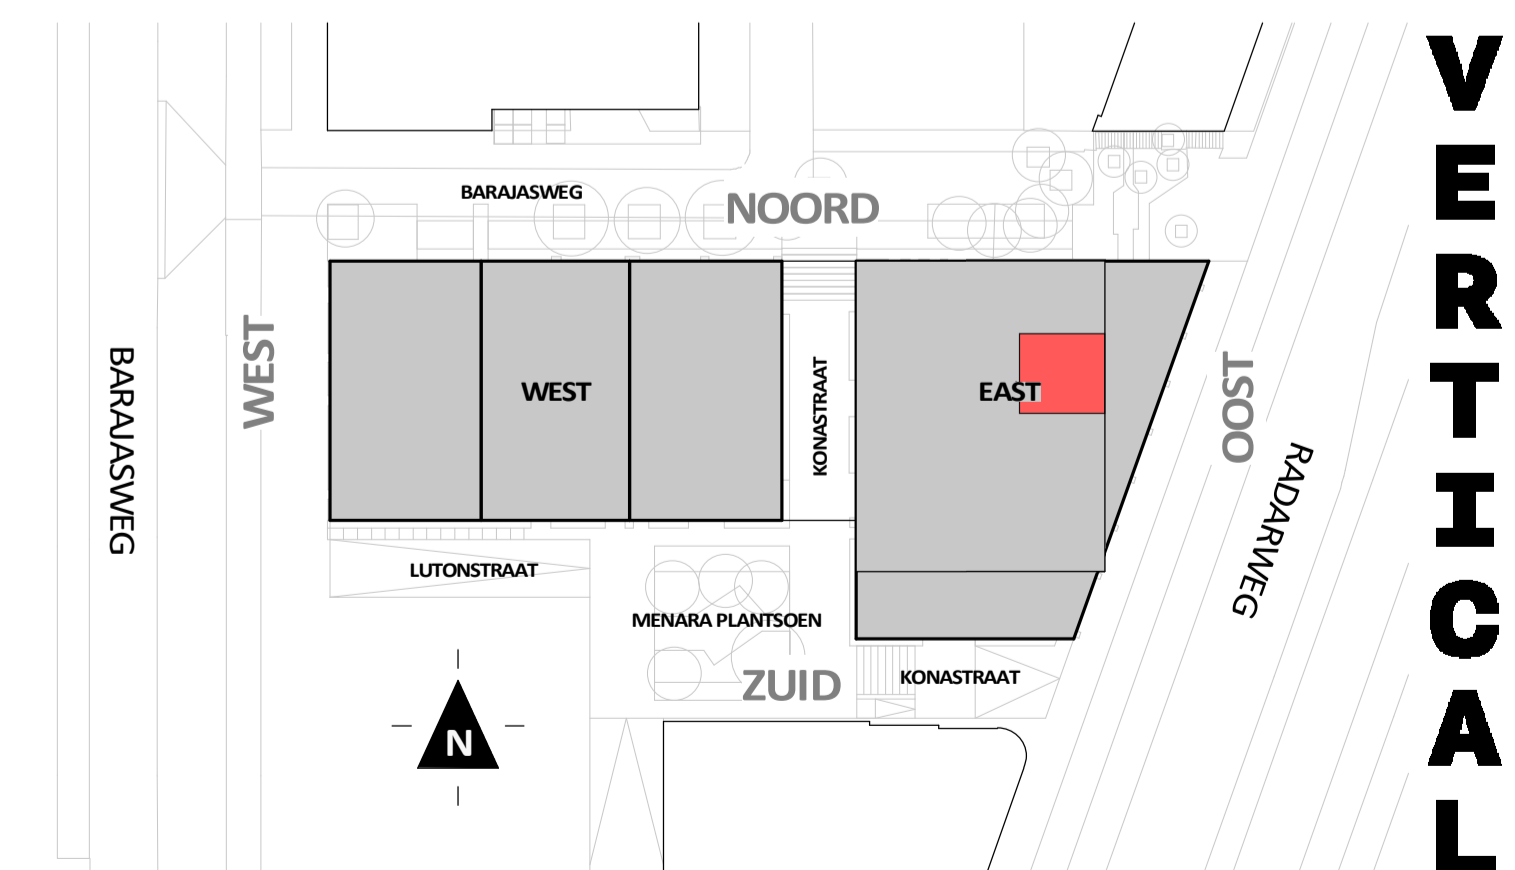 BARAJASWEG
NOORD
WEST
BARAJASWEG
WEST
KONASTRAAT
EAST
OOST
RADARWEG
LUTONSTRAAT
MENARA PLANTSOEN
ZUID
KONASTRAAT
N
VERTICAL